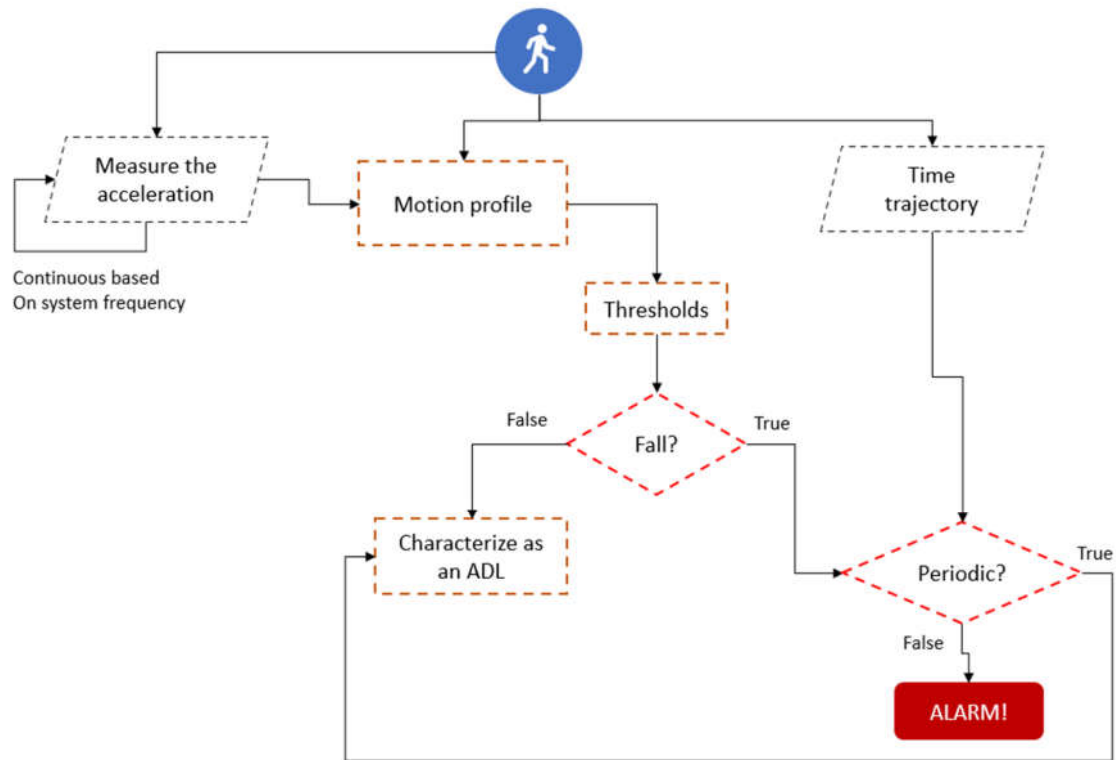 Measure the
acceleration
Motion profile
Time
trajectory
Continuous based
On system frequency
Thresholds
False
True
Fall?
Characterize as
an ADL
Periodic?
True
False
ALARM!